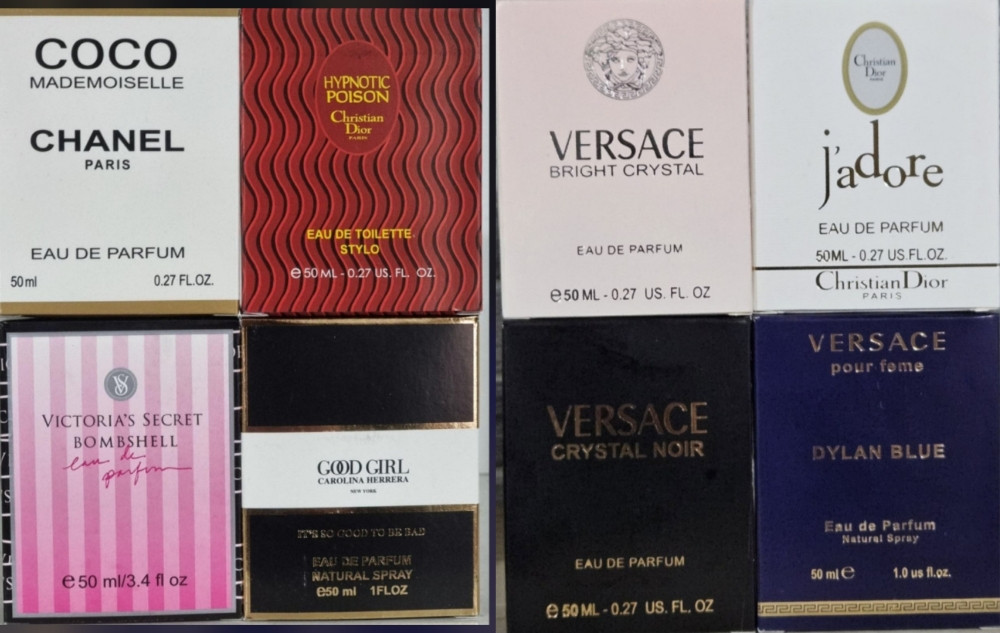 COCO
MADEMOISELLE
CHANEL
PARIS
EAU DE PARFUM
50 ml 0.27 FL.OZ.
HYPNOTIC
POISON
Christian
Dior
PARIS
EAU DE TOILETTE
STYLO
e 50 ML - 0.27 US. FL. OZ.
VERSACE
BRIGHT CRYSTAL
EAU DE PARFUM
e 50 ML - 0.27 US. FL. OZ
Christian
Dior
PARIS
j'adore
EAU DE PARFUM
50ML - 0.27 US.FL.OZ.
Christian Dior
PARIS
VS
VICTORIA'S SECRET
BOMBSHELL
eau de
parfum
e 50 ml/3.4 fl oz
GOOD GIRL
CAROLINA HERRERA
NEW YORK
IT'S SO GOOD TO BE BAD
EAU DE PARFUM
NATURAL SPRAY
e50 ml 1FLOZ
VERSACE
CRYSTAL NOIR
EAU DE PARFUM
e 50 ML - 0.27 US. FL. OZ
VERSACE
pour feme
DYLAN BLUE
Eau de Parfum
Natural Spray
50 ml e 1.0 us fl.oz.